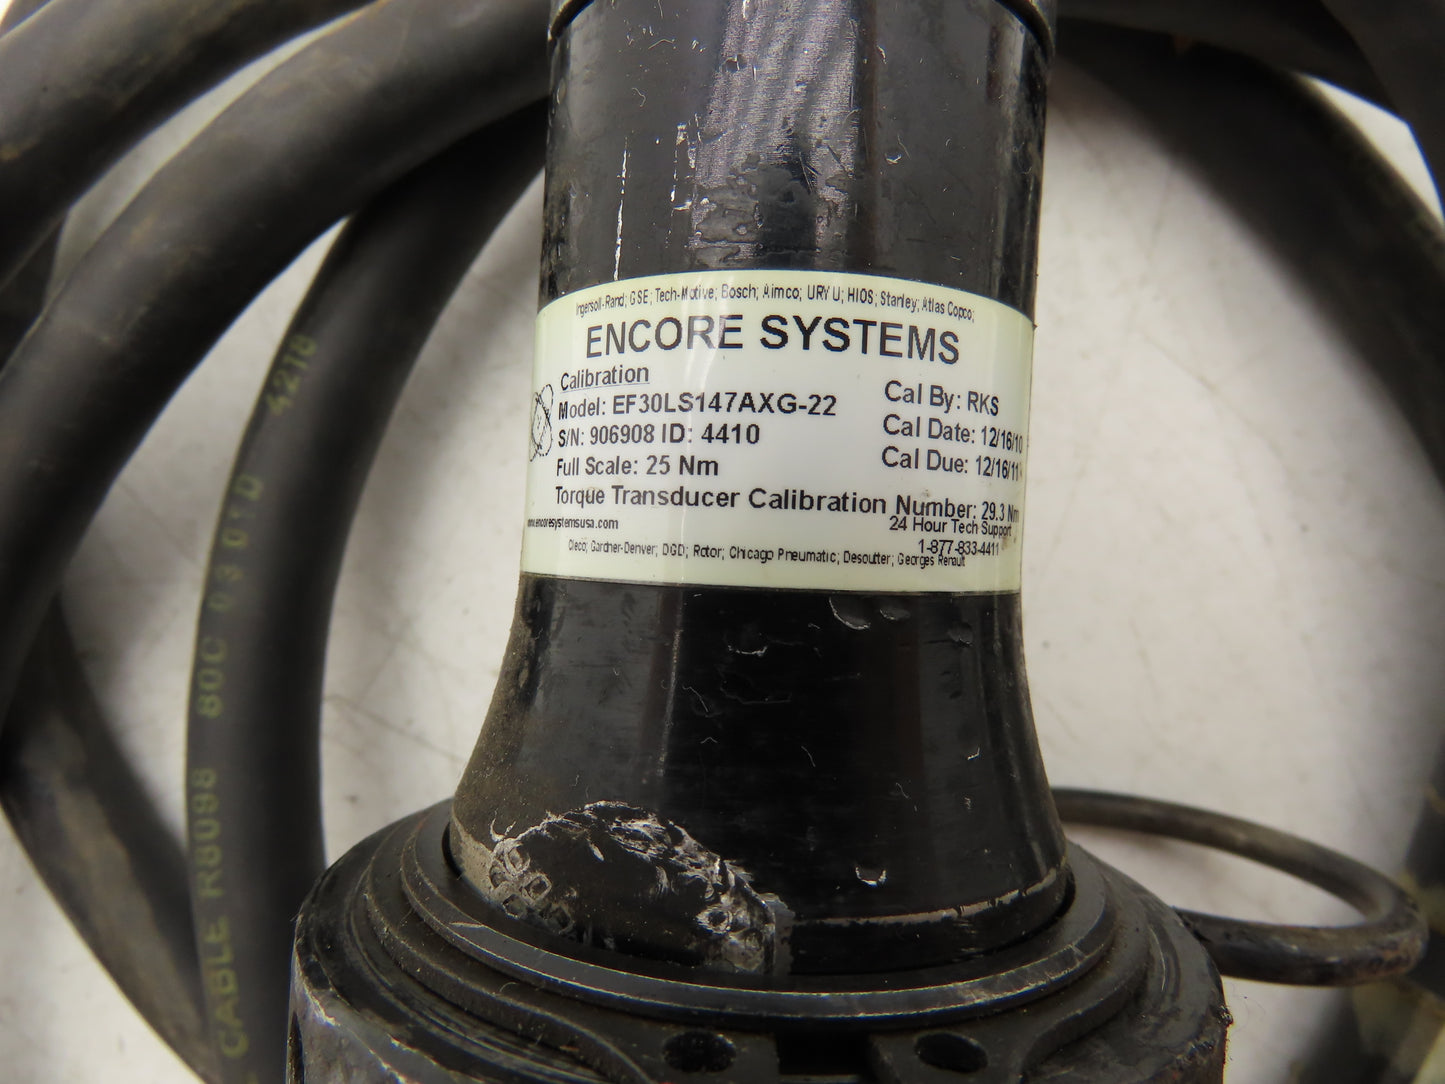 Ingersoll-Rand; GSE; Tech-Motive; Bosch; Aimco; URYU; HIOS; Stanley; Atlas Copco;
ENCORE SYSTEMS
Calibration
Model: EF30LS147AXG-22
S/N: 906908 ID: 4410
Full Scale: 25 Nm
Cal By: RKS
Cal Date: 12/16/10
Cal Due: 12/16/11
Torque Transducer Calibration Number: 29.3 Nm
www.encoresystemsusa.com
24 Hour Tech Support
1-877-833-4411
Cleco; Gardner-Denver; DGD; Rotor; Chicago Pneumatic; Desoutter; Georges Renault
CABLE R8098 80C 03 01 D 4218